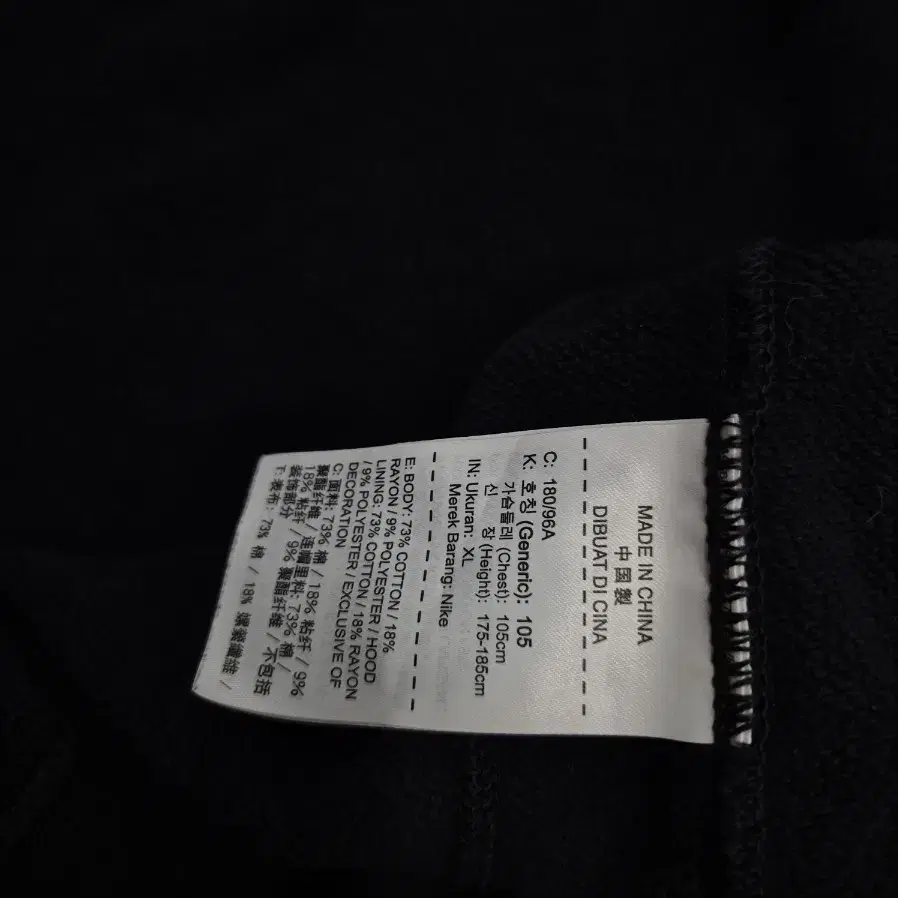 MADE IN CHINA
中国製
DIBUAT DI CINA
C: 180/96A
K: 호칭 (Generic): 105
가슴둘레 (Chest): 105cm
신 장 (Height): 175-185cm
IN: Ukuran: XL
Merek Barang: Nike
E: BODY: 73% COTTON / 18%
RAYON / 9% POLYESTER / HOOD
LINING: 73% COTTON / 18% RAYON
/ 9% POLYESTER / EXCLUSIVE OF
DECORATION
C: 面料: 73% 棉 / 18% 粘纤 / 9%
聚酯纤维 / 连帽里料: 73% 棉 /
18% 粘纤 / 9% 聚酯纤维 / 不包括
装饰部分
T: 表布: 73% 棉 / 18% 嫘縈纖維 /